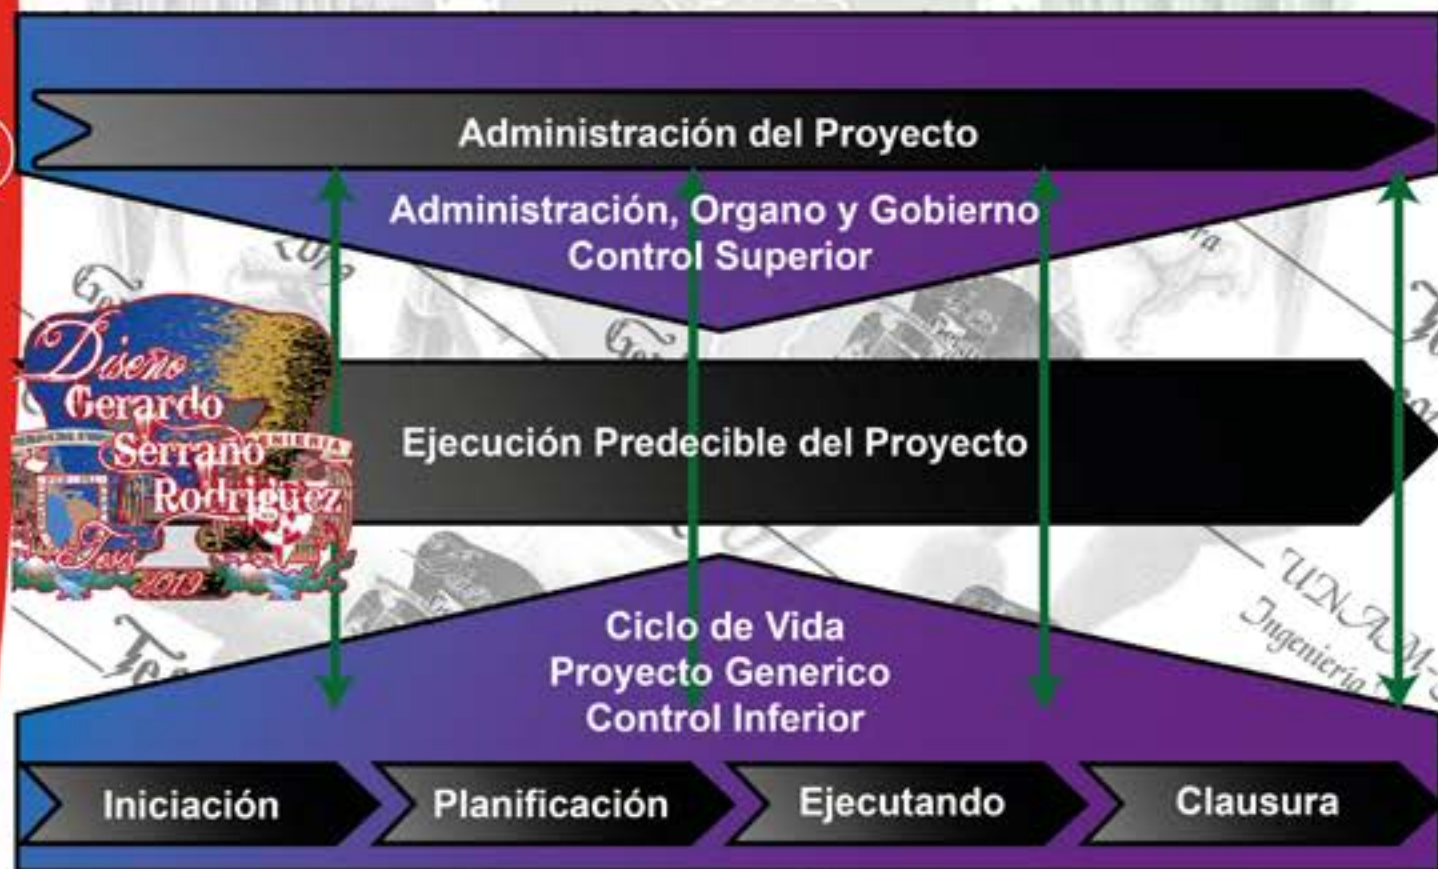 Administración del Proyecto
Administración, Organo y Gobierno
Control Superior
Diseño
Gerardo
Serrano
Rodriguez
Tesis
2019
Ejecución Predecible del Proyecto
Ciclo de Vida
Proyecto Generico
Control Inferior
UNAM-
Ingeniería
Iniciación
Planificación
Ejecutando
Clausura